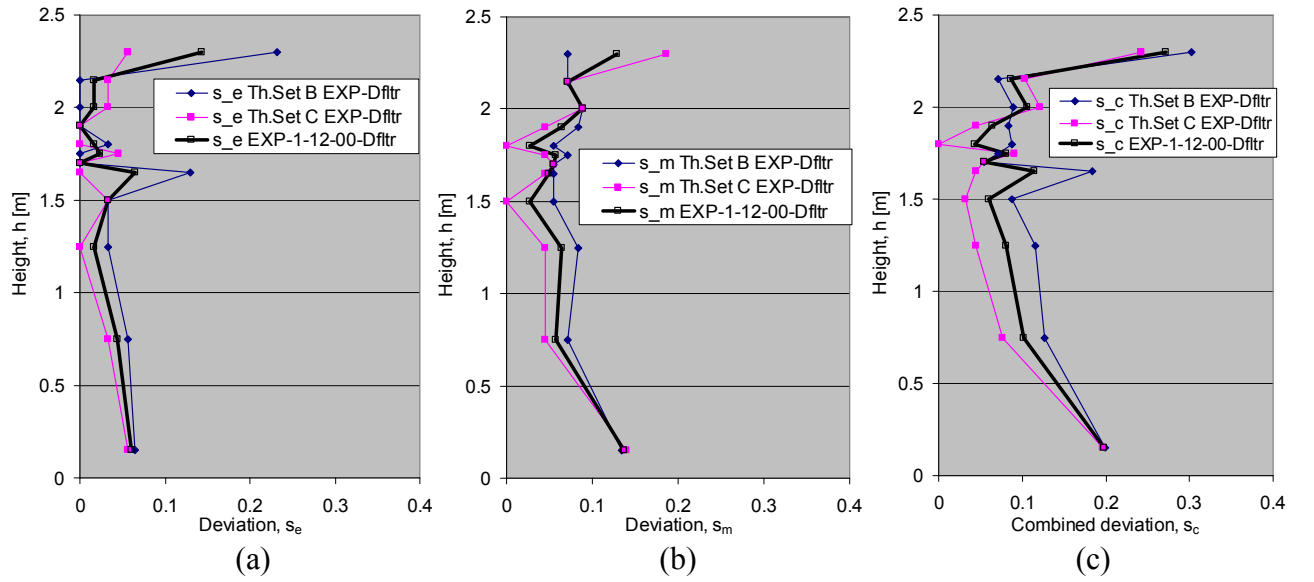 2.5
2
1.5
1
0.5
0
Height, h [m]
s_e Th.Set B EXP-Dfltr
s_e Th.Set C EXP-Dfltr
s_e EXP-1-12-00-Dfltr
0 0.1 0.2 0.3 0.4
Deviation, sₑ
(a)
2.5
2
1.5
1
0.5
0
Height, h [m]
s_m Th.Set B EXP-Dfltr
s_m Th.Set C EXP-Dfltr
s_m EXP-1-12-00-Dfltr
0 0.1 0.2 0.3 0.4
Deviation, sₘ
(b)
2.5
2
1.5
1
0.5
0
Height, h [m]
s_c Th.Set B EXP-Dfltr
s_c Th.Set C EXP-Dfltr
s_c EXP-1-12-00-Dfltr
0 0.1 0.2 0.3 0.4
Combined deviation, s_c
(c)